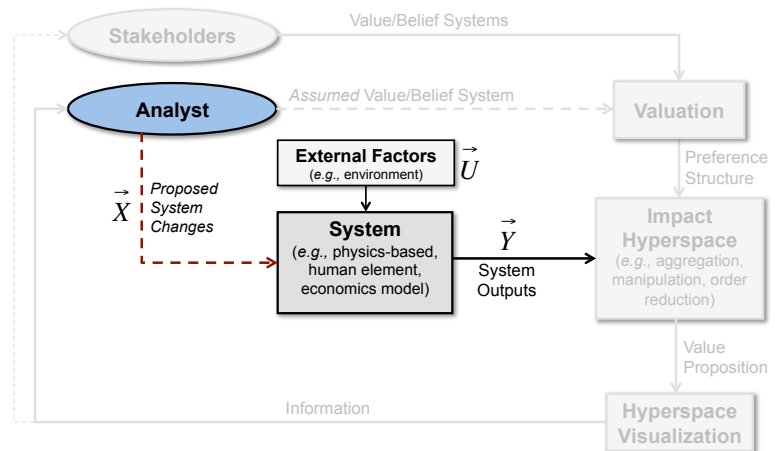 Stakeholders
Value/Belief Systems
Analyst
Assumed Value/Belief System
Valuation
External Factors
(e.g., environment)
U
Preference
Structure
X
Proposed
System
Changes
System
(e.g., physics-based,
human element,
economics model)
Y
System
Outputs
Impact
Hyperspace
(e.g., aggregation,
manipulation, order
reduction)
Value
Proposition
Information
Hyperspace
Visualization